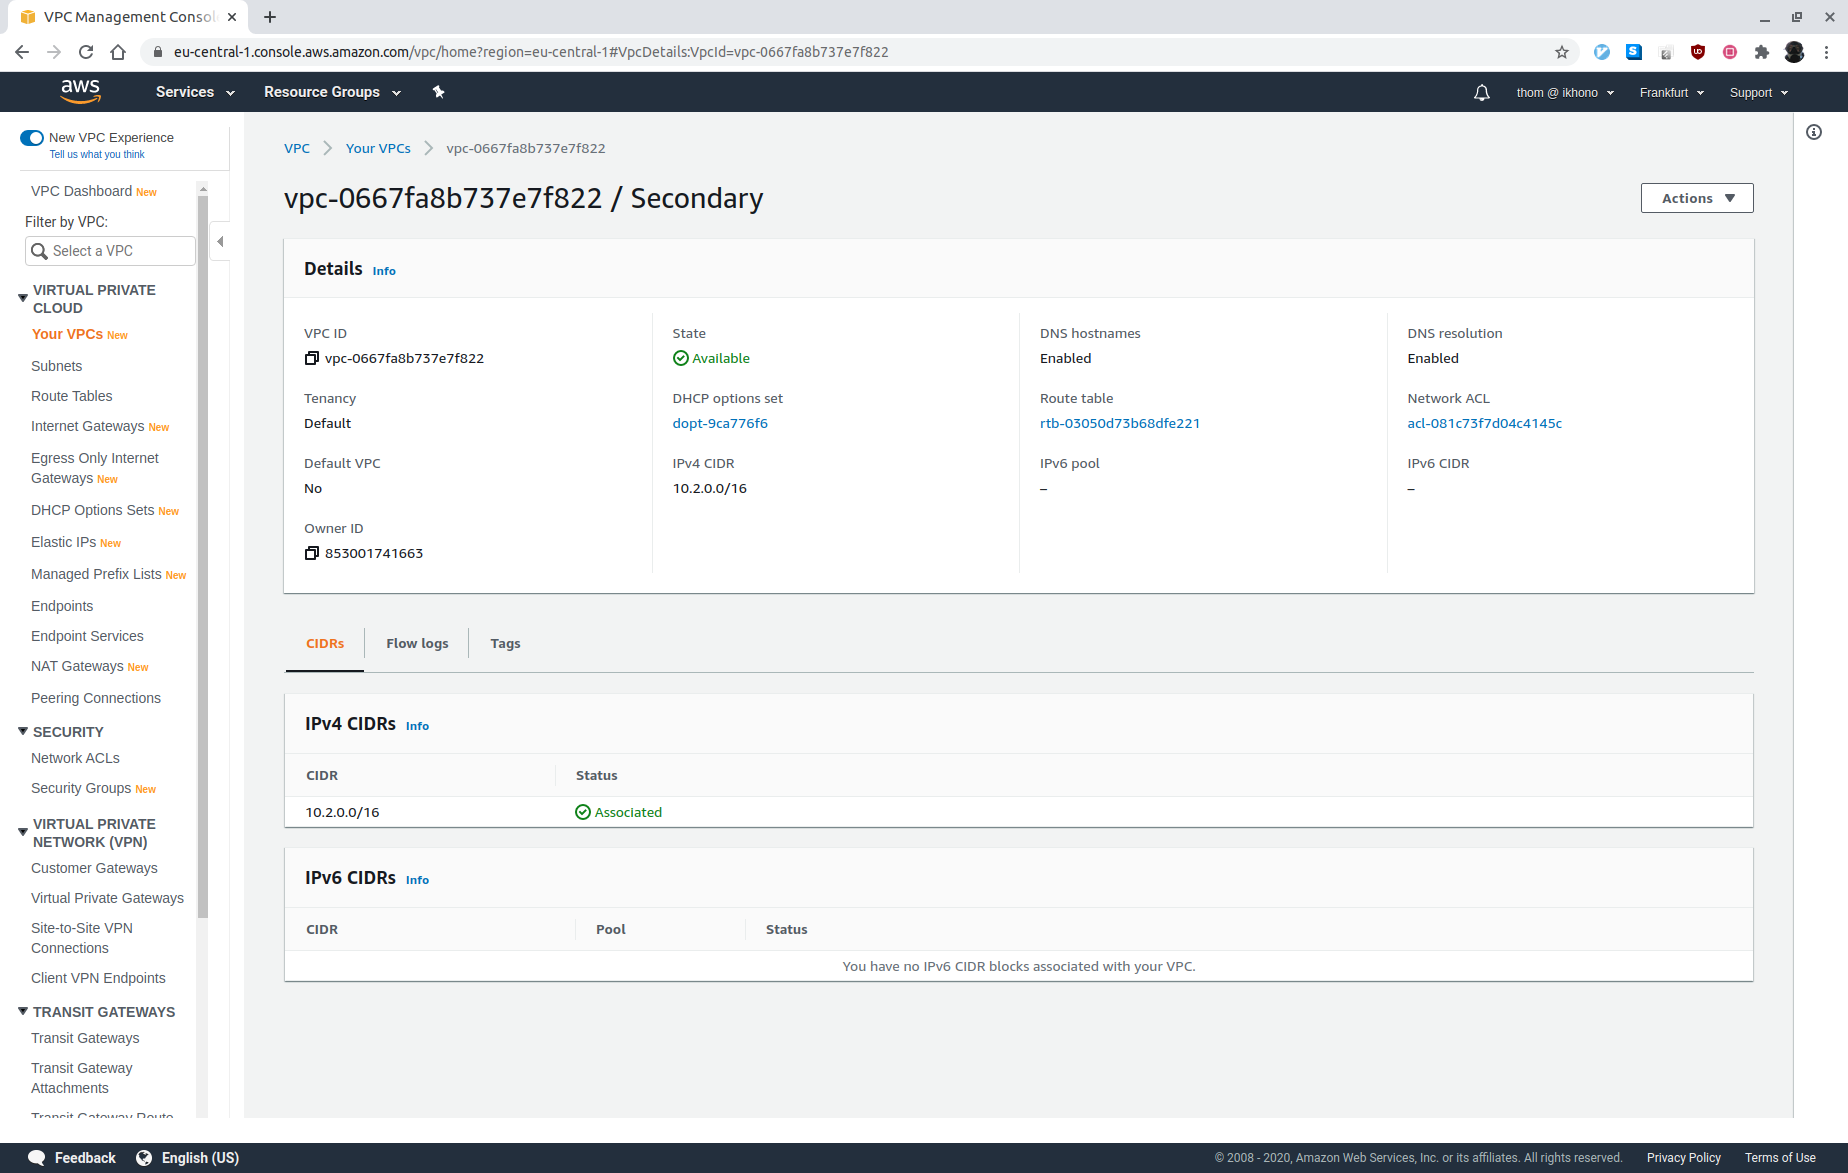 VPC Management Conso
eu-central-1.console.aws.amazon.com/vpc/home?region=eu-central-1#VpcDetails:VpcId=vpc-0667fa8b737e7f822
aws Services Resource Groups thom @ ikhono Frankfurt Support
New VPC Experience
Tell us what you think
VPC Dashboard New
Filter by VPC:
Select a VPC
VIRTUAL PRIVATE
CLOUD
Your VPCs New
Subnets
Route Tables
Internet Gateways New
Egress Only Internet
Gateways New
DHCP Options Sets New
Elastic IPs New
Managed Prefix Lists New
Endpoints
Endpoint Services
NAT Gateways New
Peering Connections
SECURITY
Network ACLs
Security Groups New
VIRTUAL PRIVATE
NETWORK (VPN)
Customer Gateways
Virtual Private Gateways
Site-to-Site VPN
Connections
Client VPN Endpoints
TRANSIT GATEWAYS
Transit Gateways
Transit Gateway
Attachments
Transit Gateway Route
VPC Your VPCs vpc-0667fa8b737e7f822
vpc-0667fa8b737e7f822 / Secondary
Actions
Details Info
VPC ID
vpc-0667fa8b737e7f822
Tenancy
Default
Default VPC
No
Owner ID
853001741663
State
Available
DHCP options set
dopt-9ca776f6
IPv4 CIDR
10.2.0.0/16
DNS hostnames
Enabled
Route table
rtb-03050d73b68dfe221
IPv6 pool
–
DNS resolution
Enabled
Network ACL
acl-081c73f7d04c4145c
IPv6 CIDR
–
CIDRs Flow logs Tags
IPv4 CIDRs Info
CIDR Status
10.2.0.0/16 Associated
IPv6 CIDRs Info
CIDR Pool Status
You have no IPv6 CIDR blocks associated with your VPC.
Feedback English (US) © 2008 - 2020, Amazon Web Services, Inc. or its affiliates. All rights reserved. Privacy Policy Terms of Use